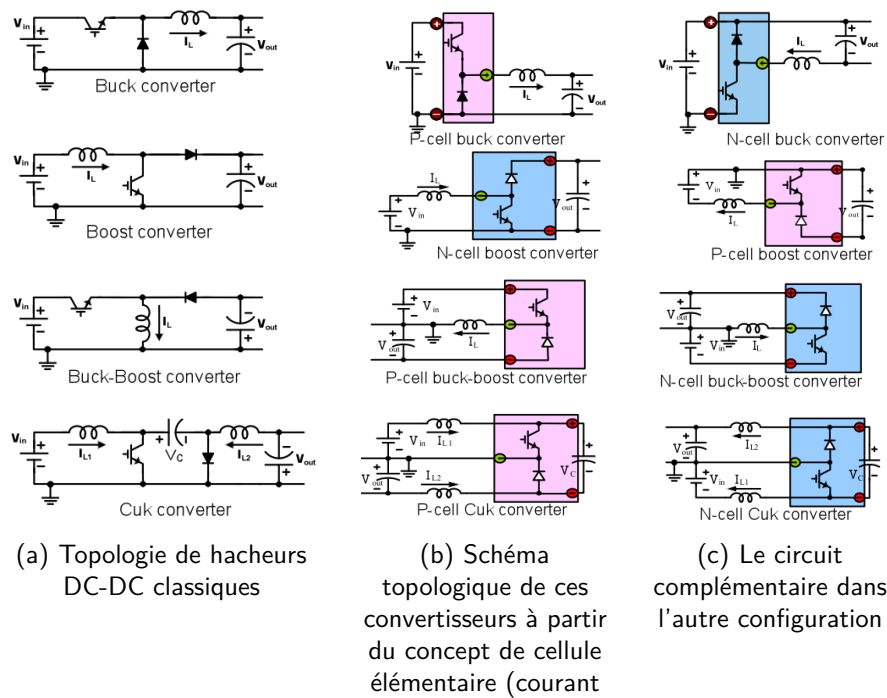 Vin
+
−
IL
+
−
Vout
Buck converter
Vin
+
−
IL
+
−
Vout
Boost converter
Vin
+
−
IL
−
+
Vout
Buck-Boost converter
Vin
+
−
IL1
+
VC
IL2
−
+
Vout
Cuk converter
(a) Topologie de hacheurs
DC-DC classiques
Vin
+
−
IL
+
−
Vout
P-cell buck converter
IL
Vin
+
−
Vout
+
−
N-cell boost converter
Vin
+
−
Vout
+
−
IL
P-cell buck-boost converter
Vin
+
−
IL1
Vout
+
−
IL2
VC
+
−
P-cell Cuk converter
(b) Schéma
topologique de ces
convertisseurs à partir
du concept de cellule
élémentaire (courant
Vin
+
−
IL
+
−
Vout
N-cell buck converter
Vin
+
−
IL
Vout
+
−
P-cell boost converter
Vout
+
−
Vin
+
−
IL
N-cell buck-boost converter
Vout
+
−
IL2
Vin
+
−
IL1
VC
+
−
N-cell Cuk converter
(c) Le circuit
complémentaire dans
l'autre configuration